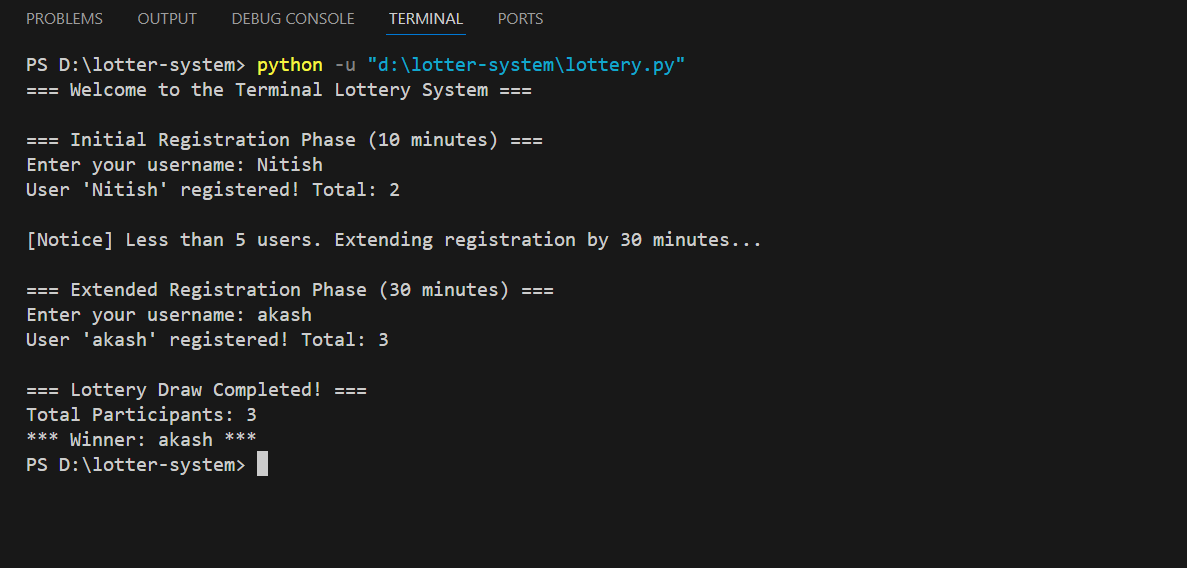 PROBLEMS OUTPUT DEBUG CONSOLE TERMINAL PORTS
PS D:\lotter-system> python -u "d:\lotter-system\lottery.py"
=== Welcome to the Terminal Lottery System ===
=== Initial Registration Phase (10 minutes) ===
Enter your username: Nitish
User 'Nitish' registered! Total: 2
[Notice] Less than 5 users. Extending registration by 30 minutes...
=== Extended Registration Phase (30 minutes) ===
Enter your username: akash
User 'akash' registered! Total: 3
=== Lottery Draw Completed! ===
Total Participants: 3
*** Winner: akash ***
PS D:\lotter-system>